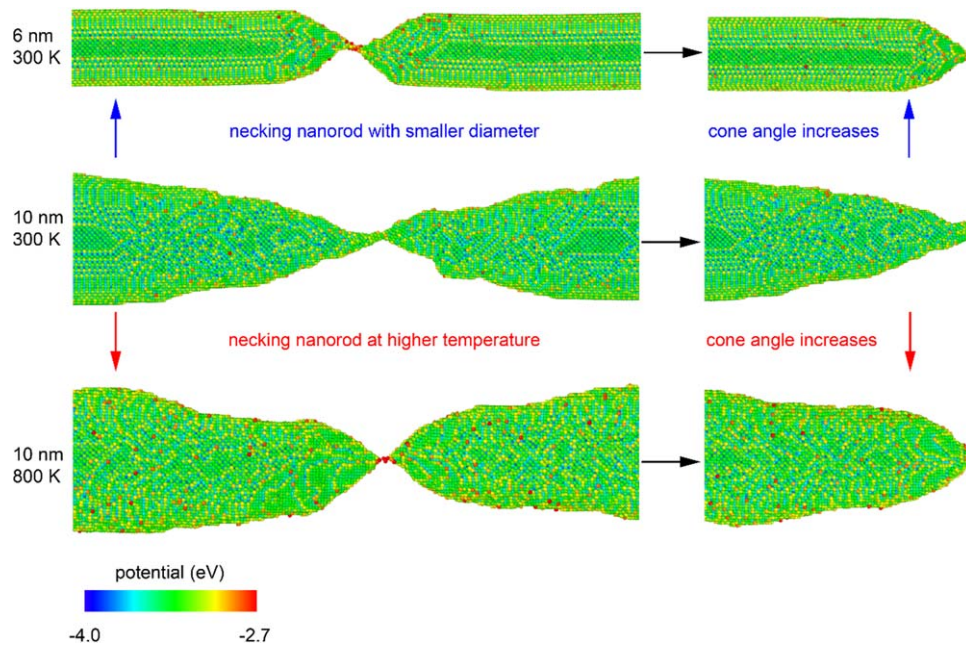 6 nm
300 K
necking nanorod with smaller diameter
cone angle increases
10 nm
300 K
necking nanorod at higher temperature
cone angle increases
10 nm
800 K
potential (eV)
-4.0
-2.7